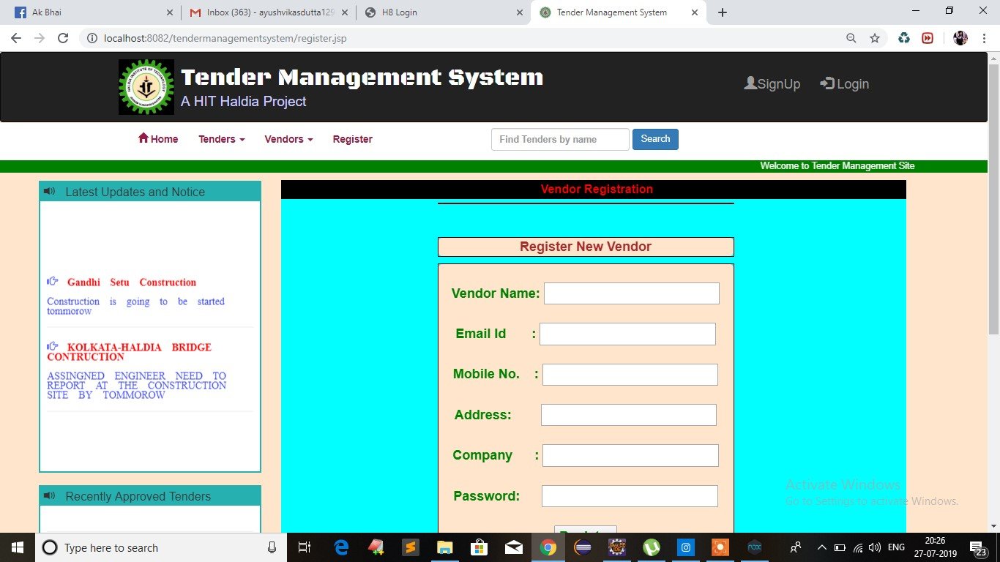 Ak Bhai
Inbox (363) - ayushvikasdutta129
H8 Login
Tender Management System
localhost:8082/tendermanagementsystem/register.jsp
Tender Management System
A HIT Haldia Project
SignUp
Login
Home
Tenders
Vendors
Register
Find Tenders by name
Search
Welcome to Tender Management Site
Latest Updates and Notice
Gandhi Setu Construction
Construction is going to be started
tommorow
KOLKATA-HALDIA BRIDGE
CONTRUCTION
ASSINGNED ENGINEER NEED TO
REPORT AT THE CONSTRUCTION
SITE BY TOMMOROW
Recently Approved Tenders
Vendor Registration
Register New Vendor
Vendor Name:
Email Id :
Mobile No. :
Address:
Company :
Password:
Register
Activate Windows
Go to Settings to activate Windows.
Type here to search
ENG
20:26
27-07-2019
23